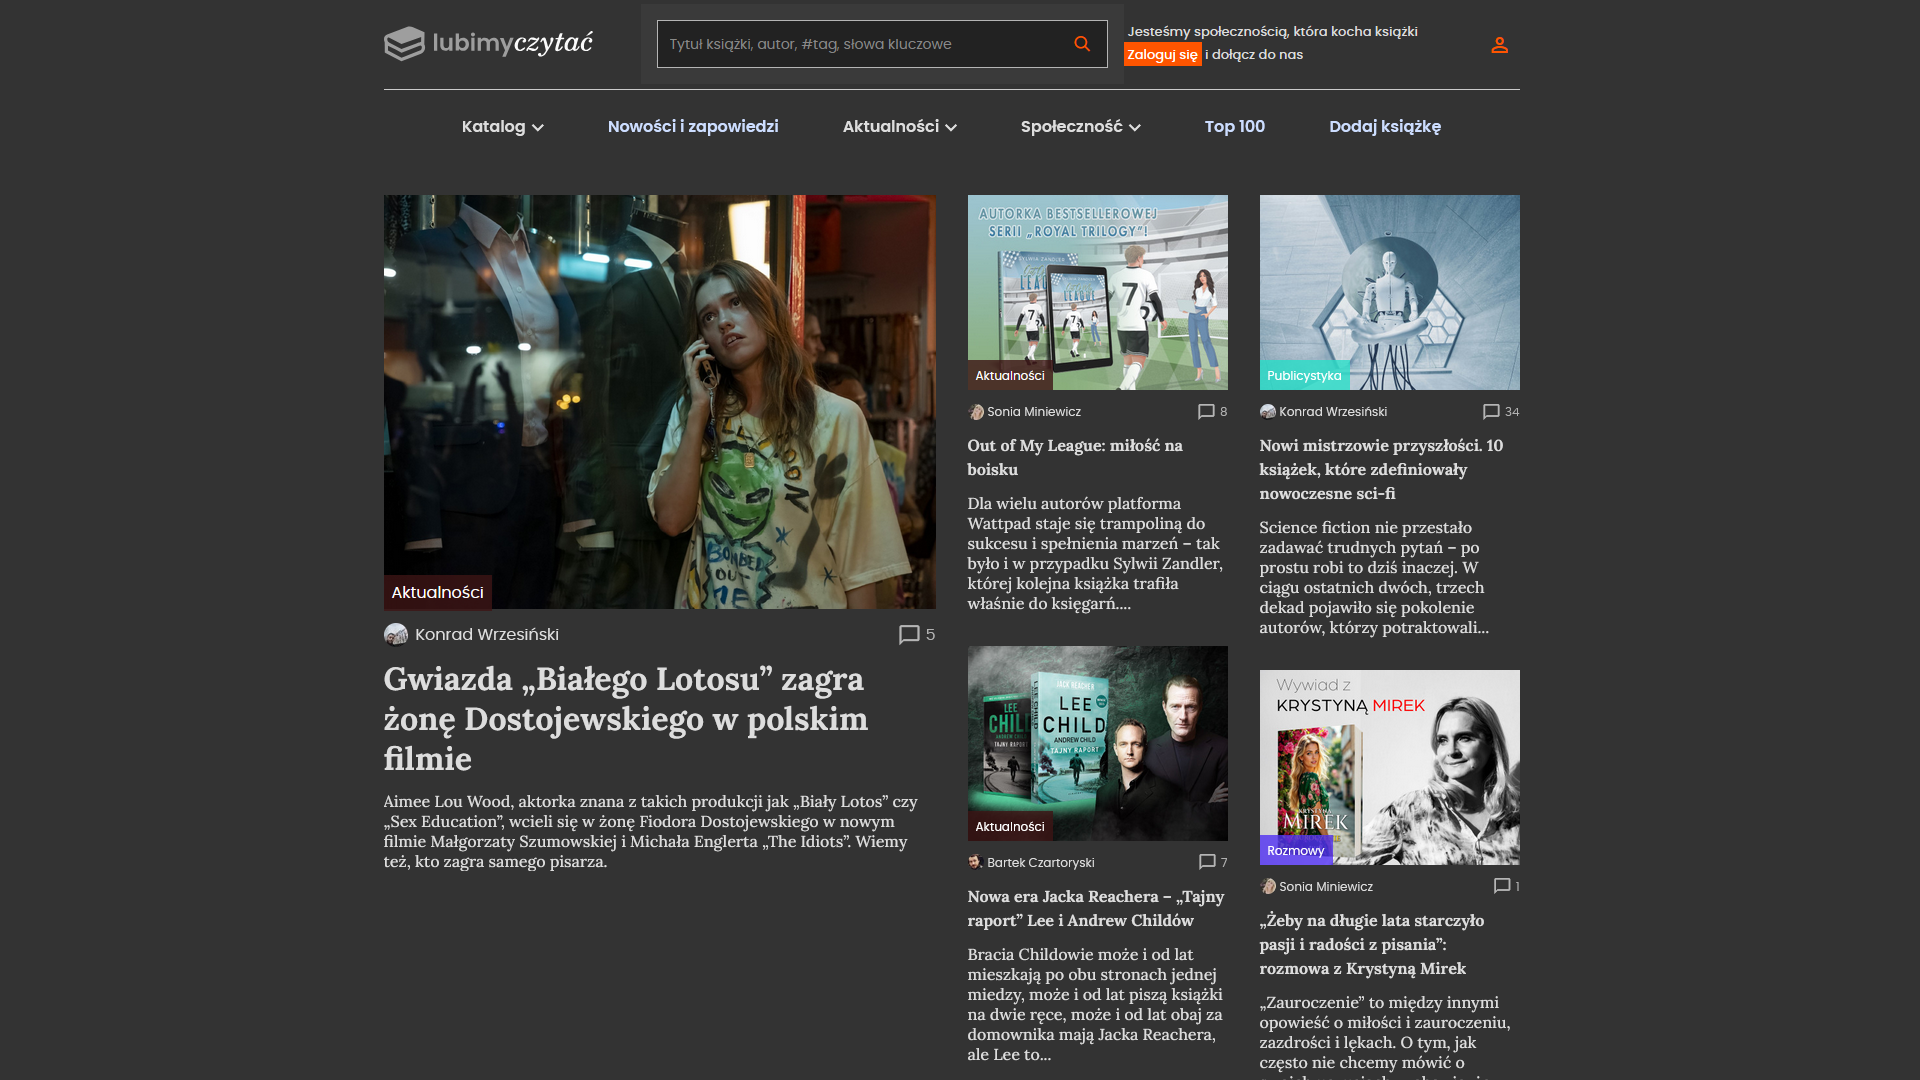 lubimyczytać
Tytuł książki, autor, #tag, słowa kluczowe
Jesteśmy społecznością, która kocha książki
Zaloguj się i dołącz do nas
Katalog
Nowości i zapowiedzi
Aktualności
Społeczność
Top 100
Dodaj książkę
Aktualności
Konrad Wrzesiński
5
Gwiazda „Białego Lotosu” zagra
żonę Dostojewskiego w polskim
filmie
Aimee Lou Wood, aktorka znana z takich produkcji jak „Biały Lotos” czy
„Sex Education”, wcieli się w żonę Fiodora Dostojewskiego w nowym
filmie Małgorzaty Szumowskiej i Michała Englerta „The Idiots”. Wiemy
też, kto zagra samego pisarza.
AUTORKA BESTSELLEROWEJ
SERII „ROYAL TRILOGY”!
LEAGUE
7
7
7
Aktualności
Sonia Miniewicz
8
Out of My League: miłość na
boisku
Dla wielu autorów platforma
Wattpad staje się trampoliną do
sukcesu i spełnienia marzeń – tak
było i w przypadku Sylwii Zandler,
której kolejna książka trafiła
właśnie do księgarń....
JACK REACHER
LEE
CHILD
ANDREW CHILD
TAJNY RAPORT
LEE
CHILD
ANDREW CHILD
TAJNY RAPORT
Aktualności
Bartek Czartoryski
7
Nowa era Jacka Reachera – „Tajny
raport” Lee i Andrew Childów
Bracia Childowie może i od lat
mieszkają po obu stronach jednej
miedzy, może i od lat piszą książki
na dwie ręce, może i od lat obaj za
domownika mają Jacka Reachera,
ale Lee to...
Publicystyka
Konrad Wrzesiński
34
Nowi mistrzowie przyszłości. 10
książek, które zdefiniowały
nowoczesne sci-fi
Science fiction nie przestało
zadawać trudnych pytań – po
prostu robi to dziś inaczej. W
ciągu ostatnich dwóch, trzech
dekad pojawiło się pokolenie
autorów, którzy potraktowali...
Wywiad z
KRYSTYNĄ MIREK
KRYSTYNA
MIREK
Rozmowy
Sonia Miniewicz
1
„Żeby na długie lata starczyło
pasji i radości z pisania”:
rozmowa z Krystyną Mirek
„Zauroczenie” to między innymi
opowieść o miłości i zauroczeniu,
zazdrości i lękach. O tym, jak
często nie chcemy mówić o